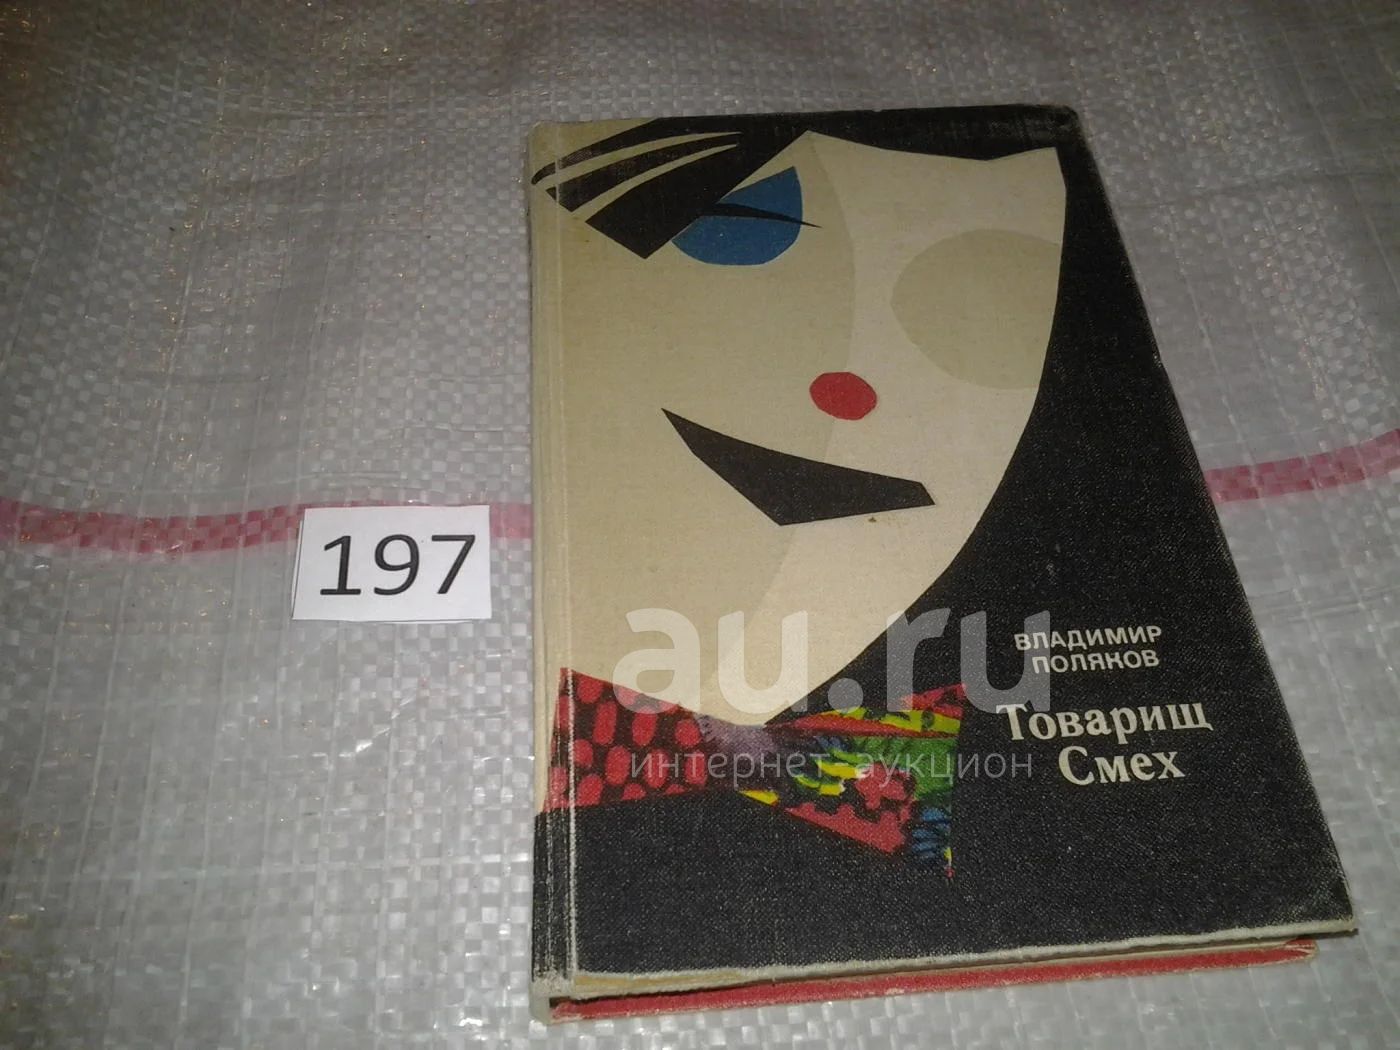 197
au.ru
интернет аукцион
ВЛАДИМИР
ПОЛЯКОВ
Товарищ
Смех